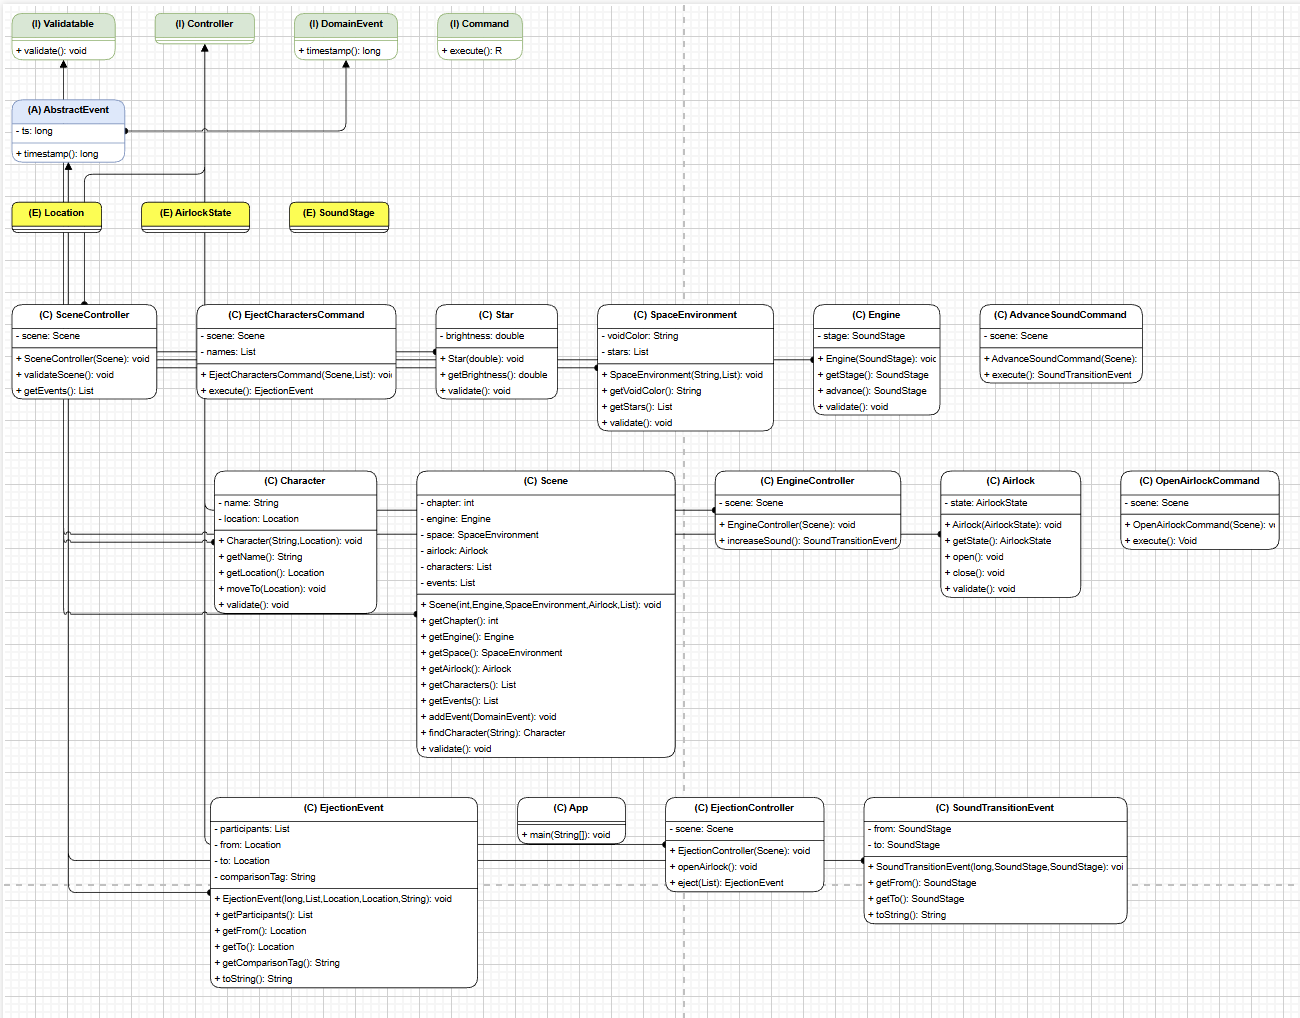 (I) Validatable
+ validate(): void
(I) Controller
(I) DomainEvent
+ timestamp(): long
(I) Command
+ execute(): R
(A) AbstractEvent
- ts: long
+ timestamp(): long
(E) Location
(E) AirlockState
(E) SoundStage
(C) SceneController
- scene: Scene
+ SceneController(Scene): void
+ validateScene(): void
+ getEvents(): List
(C) EjectCharactersCommand
- scene: Scene
- names: List
+ EjectCharactersCommand(Scene,List): voi
+ execute(): EjectionEvent
(C) Star
- brightness: double
+ Star(double): void
+ getBrightness(): double
+ validate(): void
(C) SpaceEnvironment
- voidColor: String
- stars: List
+ SpaceEnvironment(String,List): void
+ getVoidColor(): String
+ getStars(): List
+ validate(): void
(C) Engine
- stage: SoundStage
+ Engine(SoundStage): void
+ getStage(): SoundStage
+ advance(): SoundStage
+ validate(): void
(C) AdvanceSoundCommand
- scene: Scene
+ AdvanceSoundCommand(Scene):
+ execute(): SoundTransitionEvent
(C) Character
- name: String
- location: Location
+ Character(String,Location): void
+ getName(): String
+ getLocation(): Location
+ moveTo(Location): void
+ validate(): void
(C) Scene
- chapter: int
- engine: Engine
- space: SpaceEnvironment
- airlock: Airlock
- characters: List
- events: List
+ Scene(int,Engine,SpaceEnvironment,Airlock,List): void
+ getChapter(): int
+ getEngine(): Engine
+ getSpace(): SpaceEnvironment
+ getAirlock(): Airlock
+ getCharacters(): List
+ getEvents(): List
+ addEvent(DomainEvent): void
+ findCharacter(String): Character
+ validate(): void
(C) EngineController
- scene: Scene
+ EngineController(Scene): void
+ increaseSound(): SoundTransitionEvent
(C) Airlock
- state: AirlockState
+ Airlock(AirlockState): void
+ getState(): AirlockState
+ open(): void
+ close(): void
+ validate(): void
(C) OpenAirlockCommand
- scene: Scene
+ OpenAirlockCommand(Scene): v
+ execute(): Void
(C) EjectionEvent
- participants: List
- from: Location
- to: Location
- comparisonTag: String
+ EjectionEvent(long,List,Location,Location,String): void
+ getParticipants(): List
+ getFrom(): Location
+ getTo(): Location
+ getComparisonTag(): String
+ toString(): String
(C) App
+ main(String[]): void
(C) EjectionController
- scene: Scene
+ EjectionController(Scene): void
+ openAirlock(): void
+ eject(List): EjectionEvent
(C) SoundTransitionEvent
- from: SoundStage
- to: SoundStage
+ SoundTransitionEvent(long,SoundStage,SoundStage): voi
+ getFrom(): SoundStage
+ getTo(): SoundStage
+ toString(): String